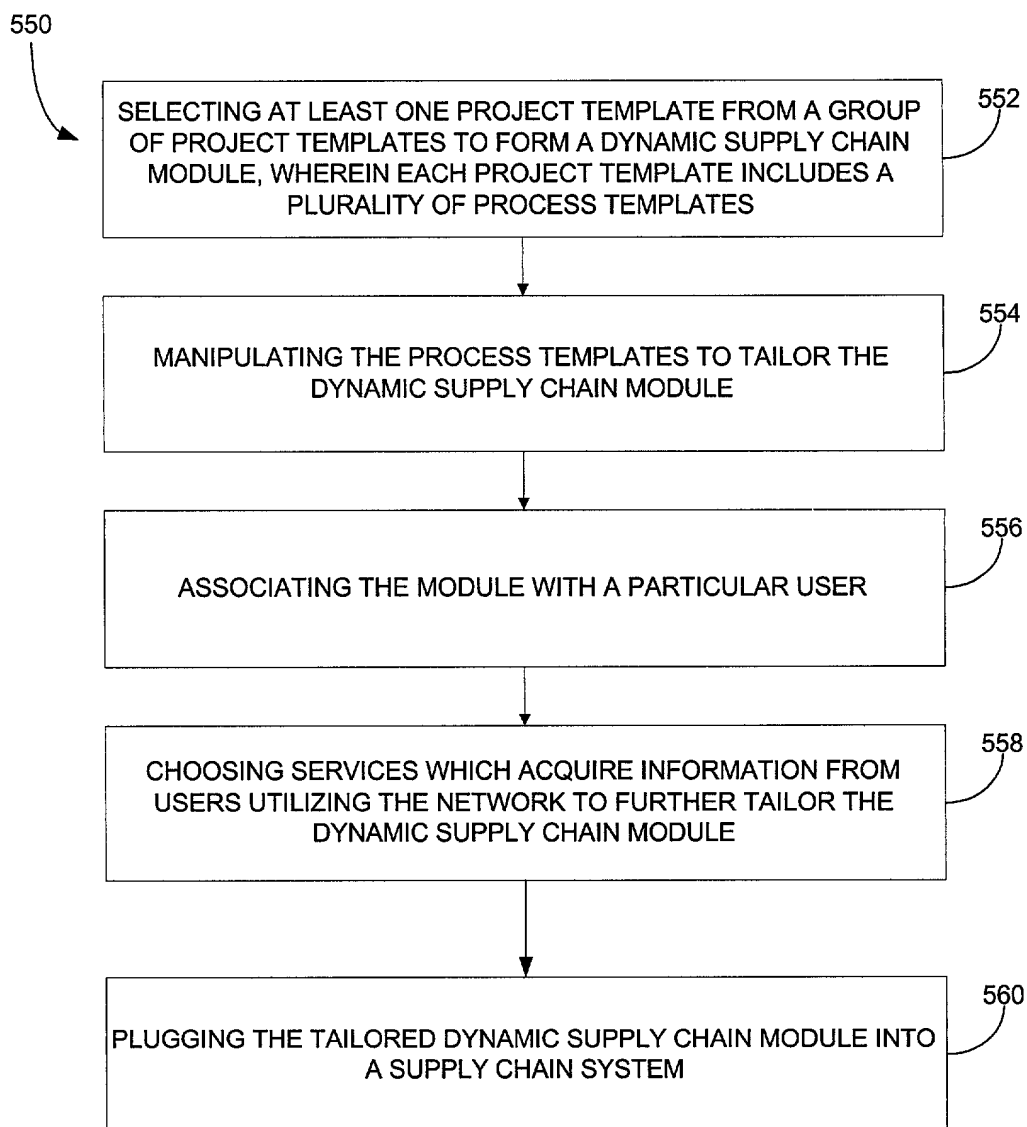 550
SELECTING AT LEAST ONE PROJECT TEMPLATE FROM A GROUP
OF PROJECT TEMPLATES TO FORM A DYNAMIC SUPPLY CHAIN
MODULE, WHEREIN EACH PROJECT TEMPLATE INCLUDES A
PLURALITY OF PROCESS TEMPLATES
552
MANIPULATING THE PROCESS TEMPLATES TO TAILOR THE
DYNAMIC SUPPLY CHAIN MODULE
554
ASSOCIATING THE MODULE WITH A PARTICULAR USER
556
CHOOSING SERVICES WHICH ACQUIRE INFORMATION FROM
USERS UTILIZING THE NETWORK TO FURTHER TAILOR THE
DYNAMIC SUPPLY CHAIN MODULE
558
PLUGGING THE TAILORED DYNAMIC SUPPLY CHAIN MODULE INTO
A SUPPLY CHAIN SYSTEM
560